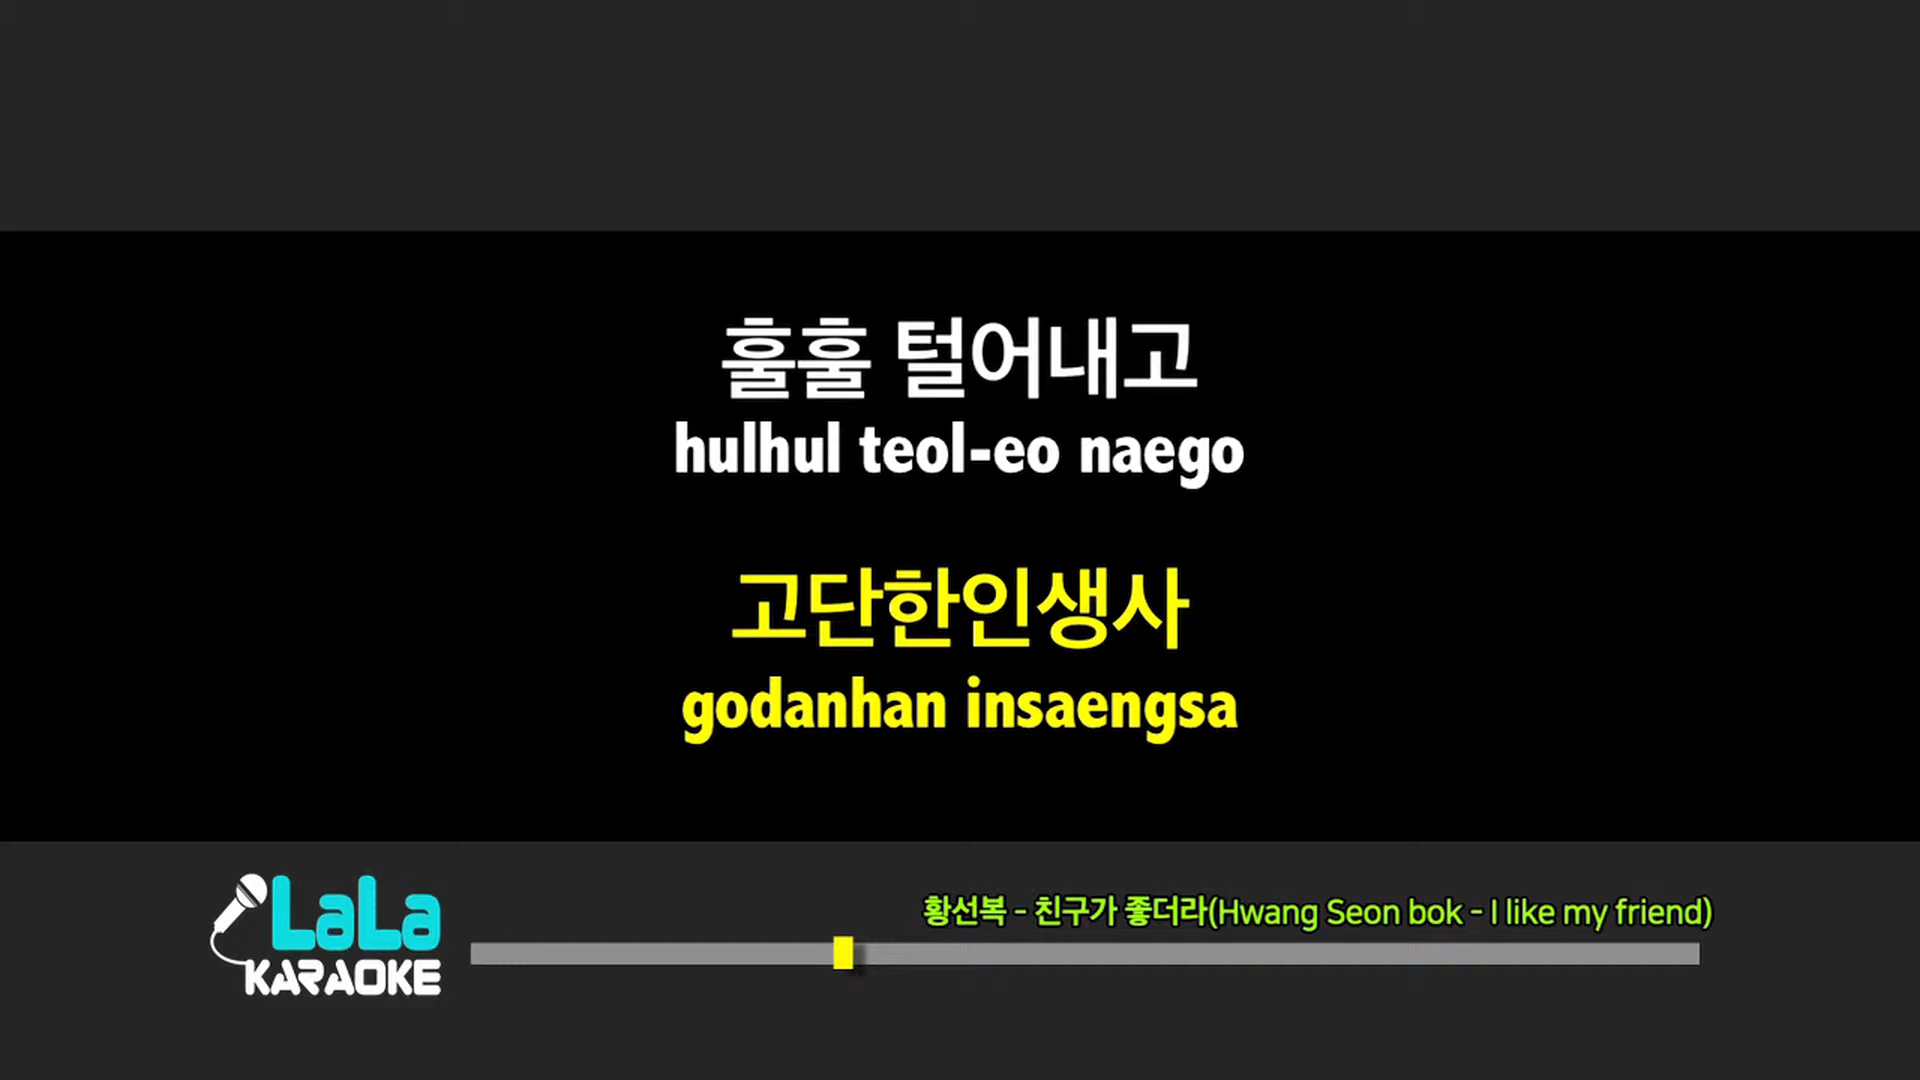 훌훌 털어내고
hulhul teol-eo naego
고단한인생사
godanhan insaengsa
황선복 - 친구가 좋더라(Hwang Seon bok - I like my friend)
LaLa
KARAOKE